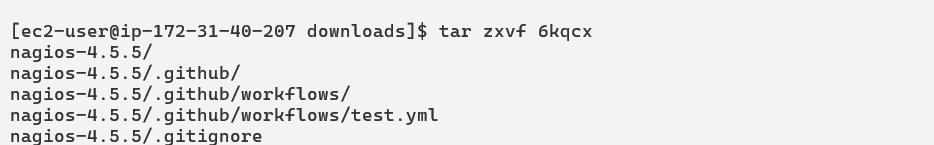 [ec2-user@ip-172-31-40-207 downloads]$ tar zxvf 6kqcx
nagios-4.5.5/
nagios-4.5.5/.github/
nagios-4.5.5/.github/workflows/
nagios-4.5.5/.github/workflows/test.yml
nagios-4.5.5/.gitignore